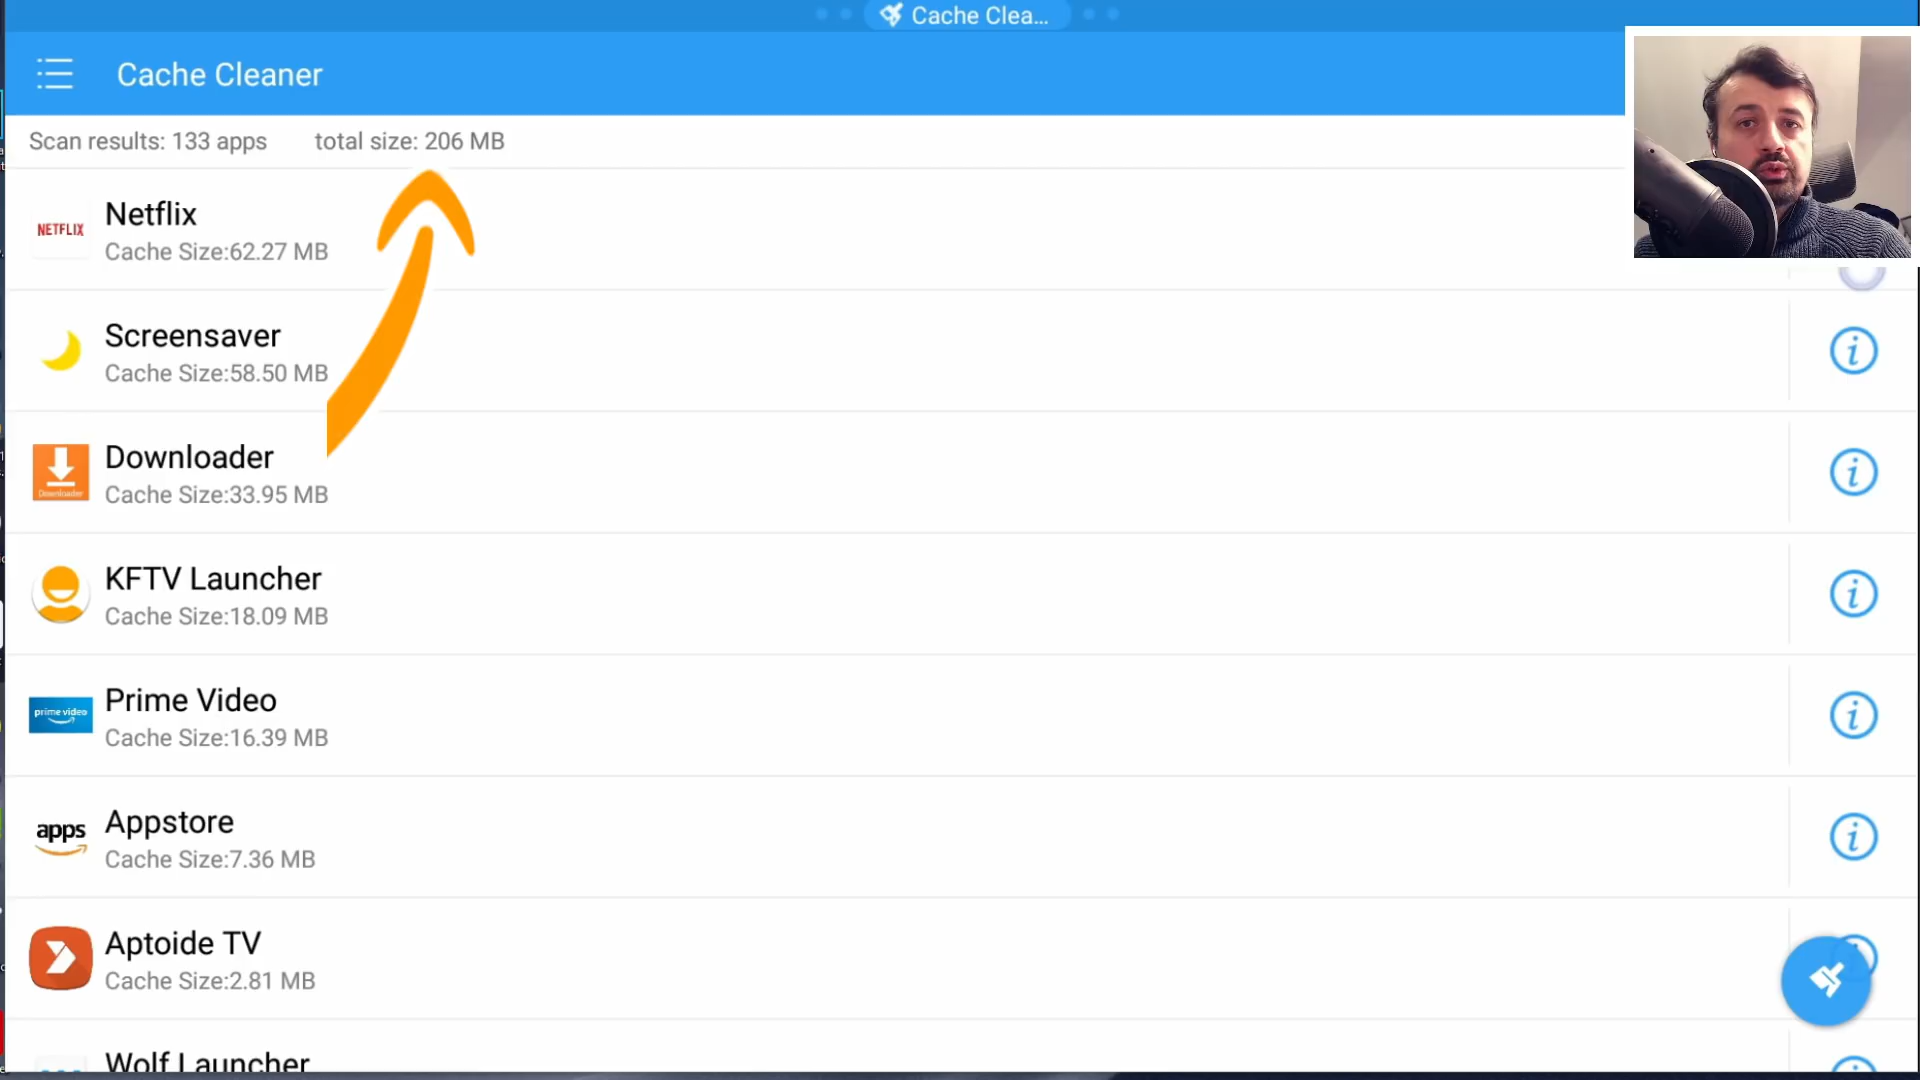 Cache Clea...
Cache Cleaner
Scan results: 133 apps total size: 206 MB
NETFLIX
Netflix
Cache Size:62.27 MB
Screensaver
Cache Size:58.50 MB
Downloader
Downloader
Cache Size:33.95 MB
KFTV Launcher
Cache Size:18.09 MB
prime video
Prime Video
Cache Size:16.39 MB
apps
Appstore
Cache Size:7.36 MB
Aptoide TV
Cache Size:2.81 MB
Wolf Launcher